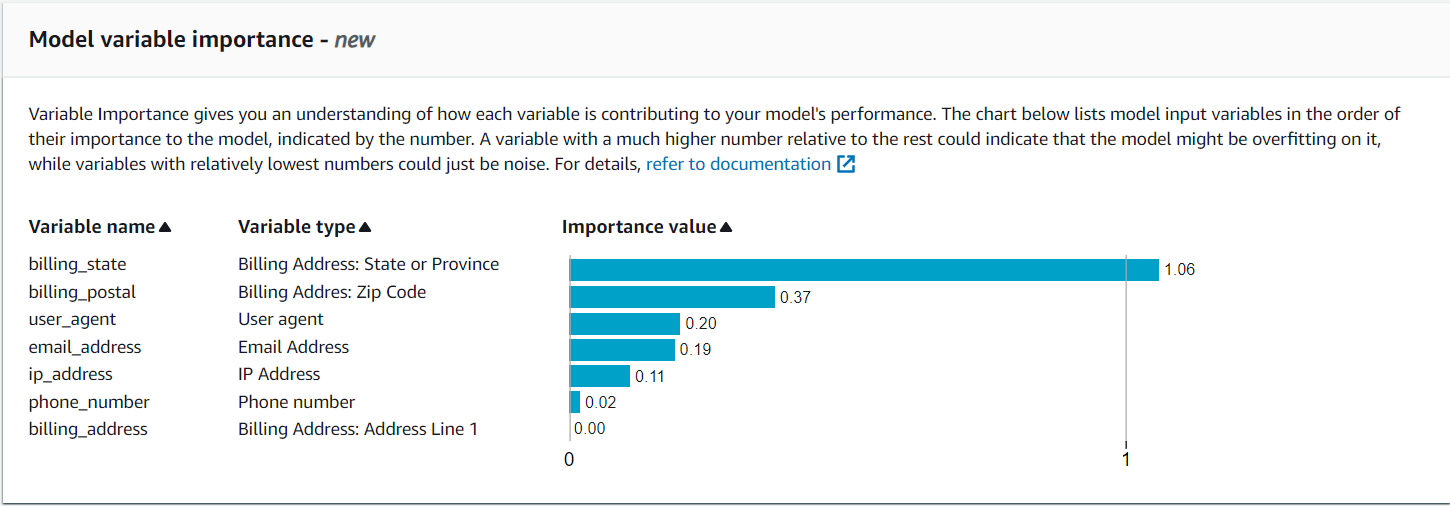 Model variable importance - new
Variable Importance gives you an understanding of how each variable is contributing to your model's performance. The chart below lists model input variables in the order of
their importance to the model, indicated by the number. A variable with a much higher number relative to the rest could indicate that the model might be overfitting on it,
while variables with relatively lowest numbers could just be noise. For details, refer to documentation
Variable name Variable type Importance value
billing_state Billing Address: State or Province 1.06
billing_postal Billing Addres: Zip Code 0.37
user_agent User agent 0.20
email_address Email Address 0.19
ip_address IP Address 0.11
phone_number Phone number 0.02
billing_address Billing Address: Address Line 1 0.00
0 1